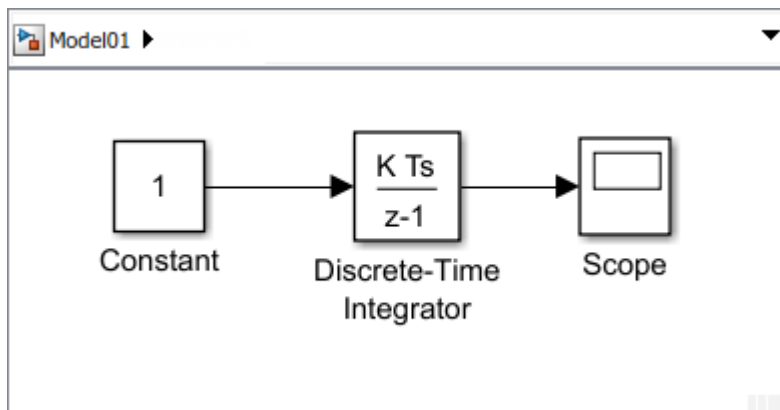 Model01
1
K Ts
z-1
Constant
Discrete-Time
Integrator
Scope